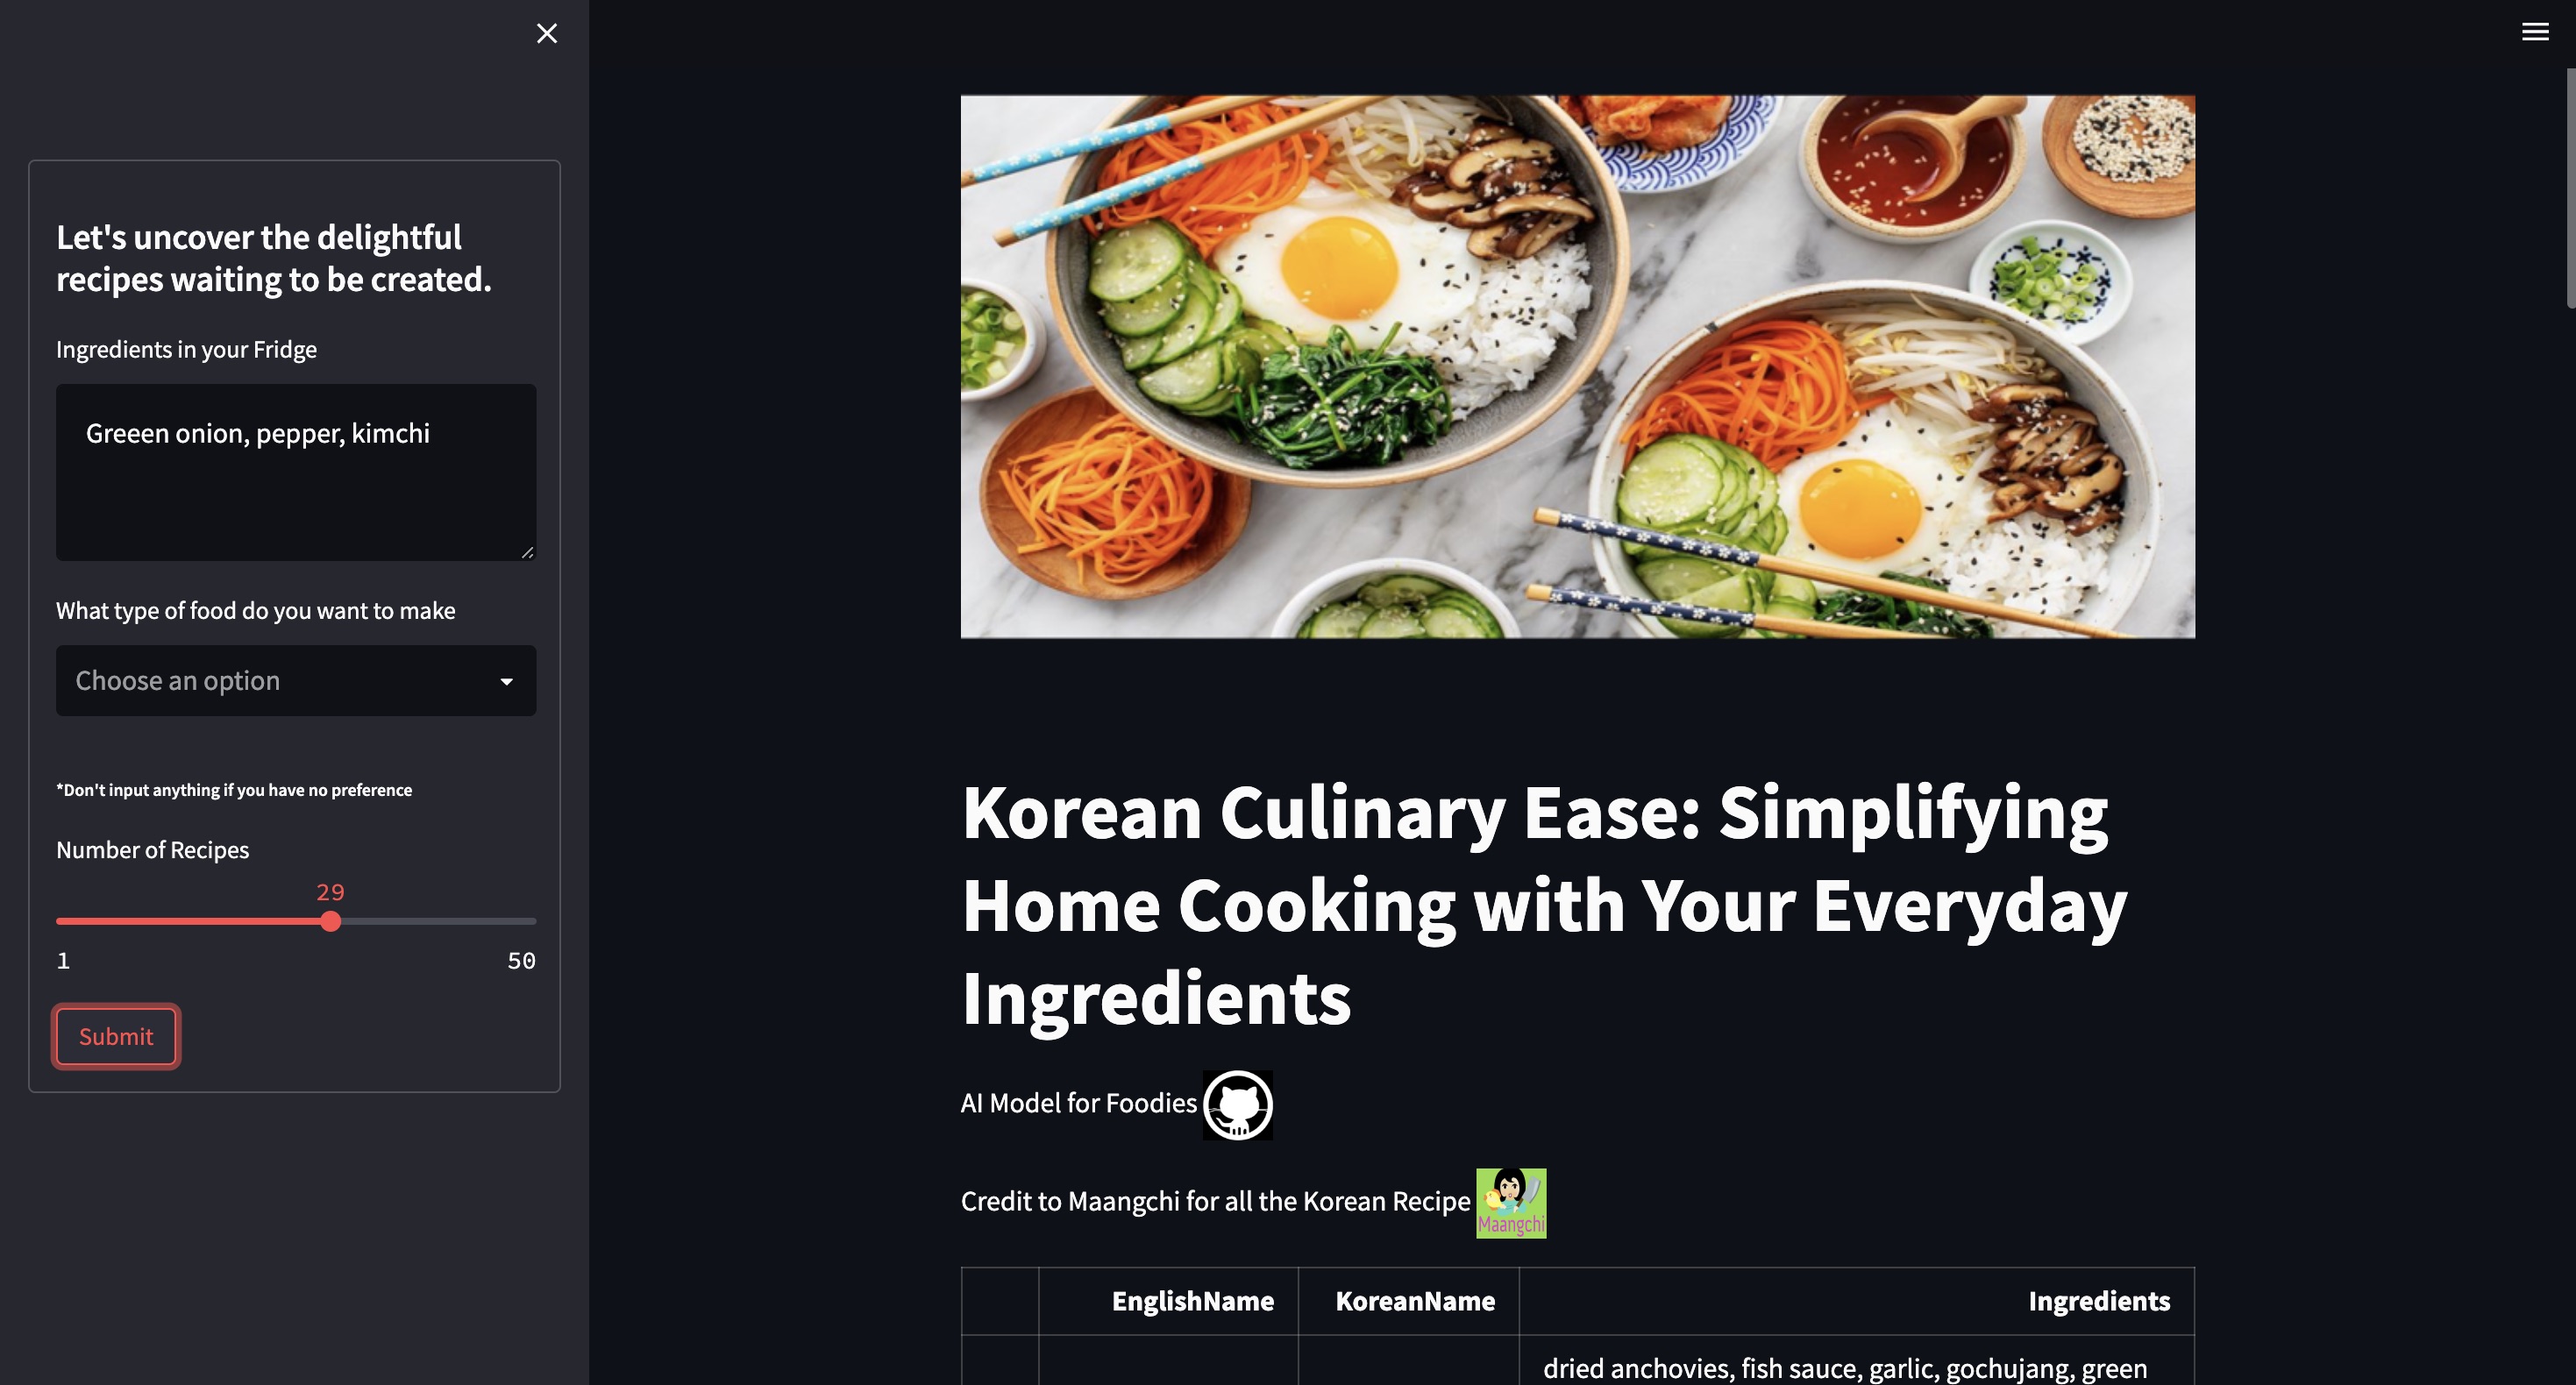 Let's uncover the delightful
recipes waiting to be created.
Ingredients in your Fridge
Greeen onion, pepper, kimchi
What type of food do you want to make
Choose an option
*Don't input anything if you have no preference
Number of Recipes
29
1
50
Submit
Korean Culinary Ease: Simplifying
Home Cooking with Your Everyday
Ingredients
AI Model for Foodies
Credit to Maangchi for all the Korean Recipe
Maangchi
EnglishName
KoreanName
Ingredients
dried anchovies, fish sauce, garlic, gochujang, green